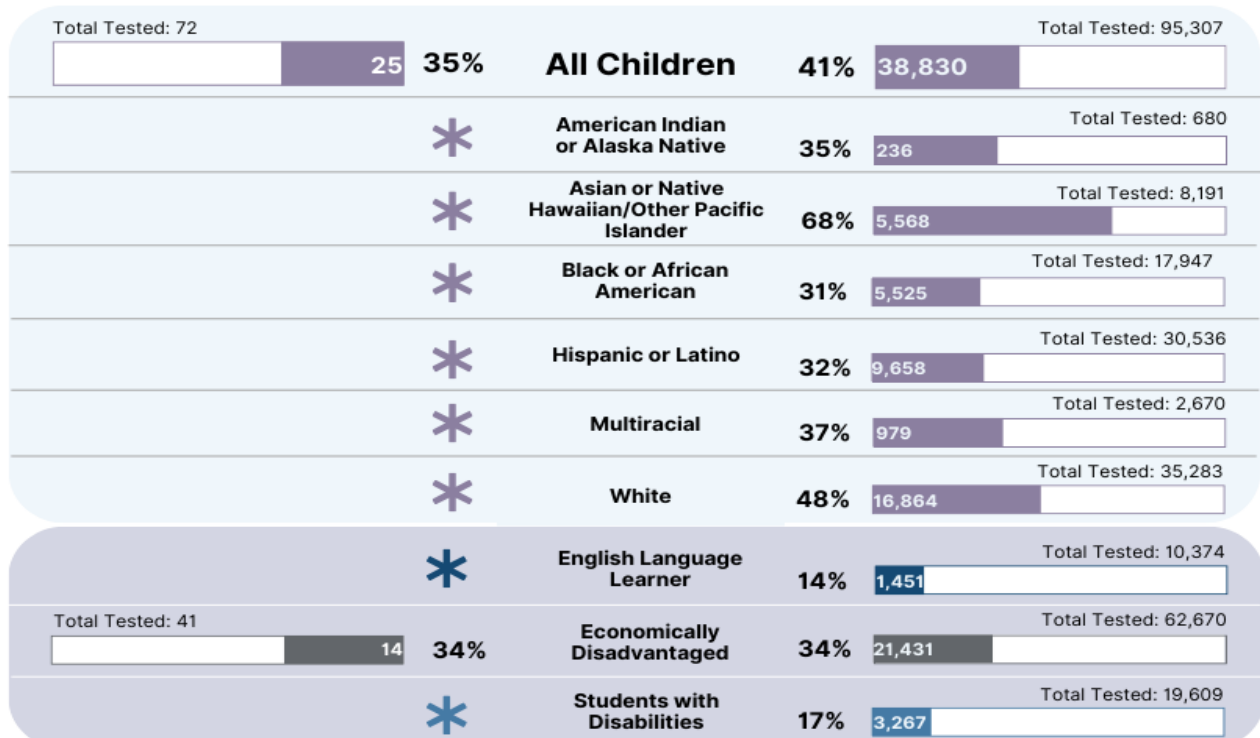 Total Tested: 72
Total Tested: 95,307
25 35% All Children 41% 38,830
Total Tested: 680
American Indian
or Alaska Native
35% 236
Total Tested: 8,191
Asian or Native
Hawaiian/Other Pacific
Islander
68% 5,568
Total Tested: 17,947
Black or African
American
31% 5,525
Total Tested: 30,536
Hispanic or Latino
32% 9,658
Total Tested: 2,670
Multiracial
37% 979
Total Tested: 35,283
White
48% 16,864
Total Tested: 10,374
English Language
Learner
14% 1,451
Total Tested: 41
Total Tested: 62,670
14 34%
Economically
Disadvantaged
34% 21,431
Total Tested: 19,609
Students with
Disabilities
17% 3,267